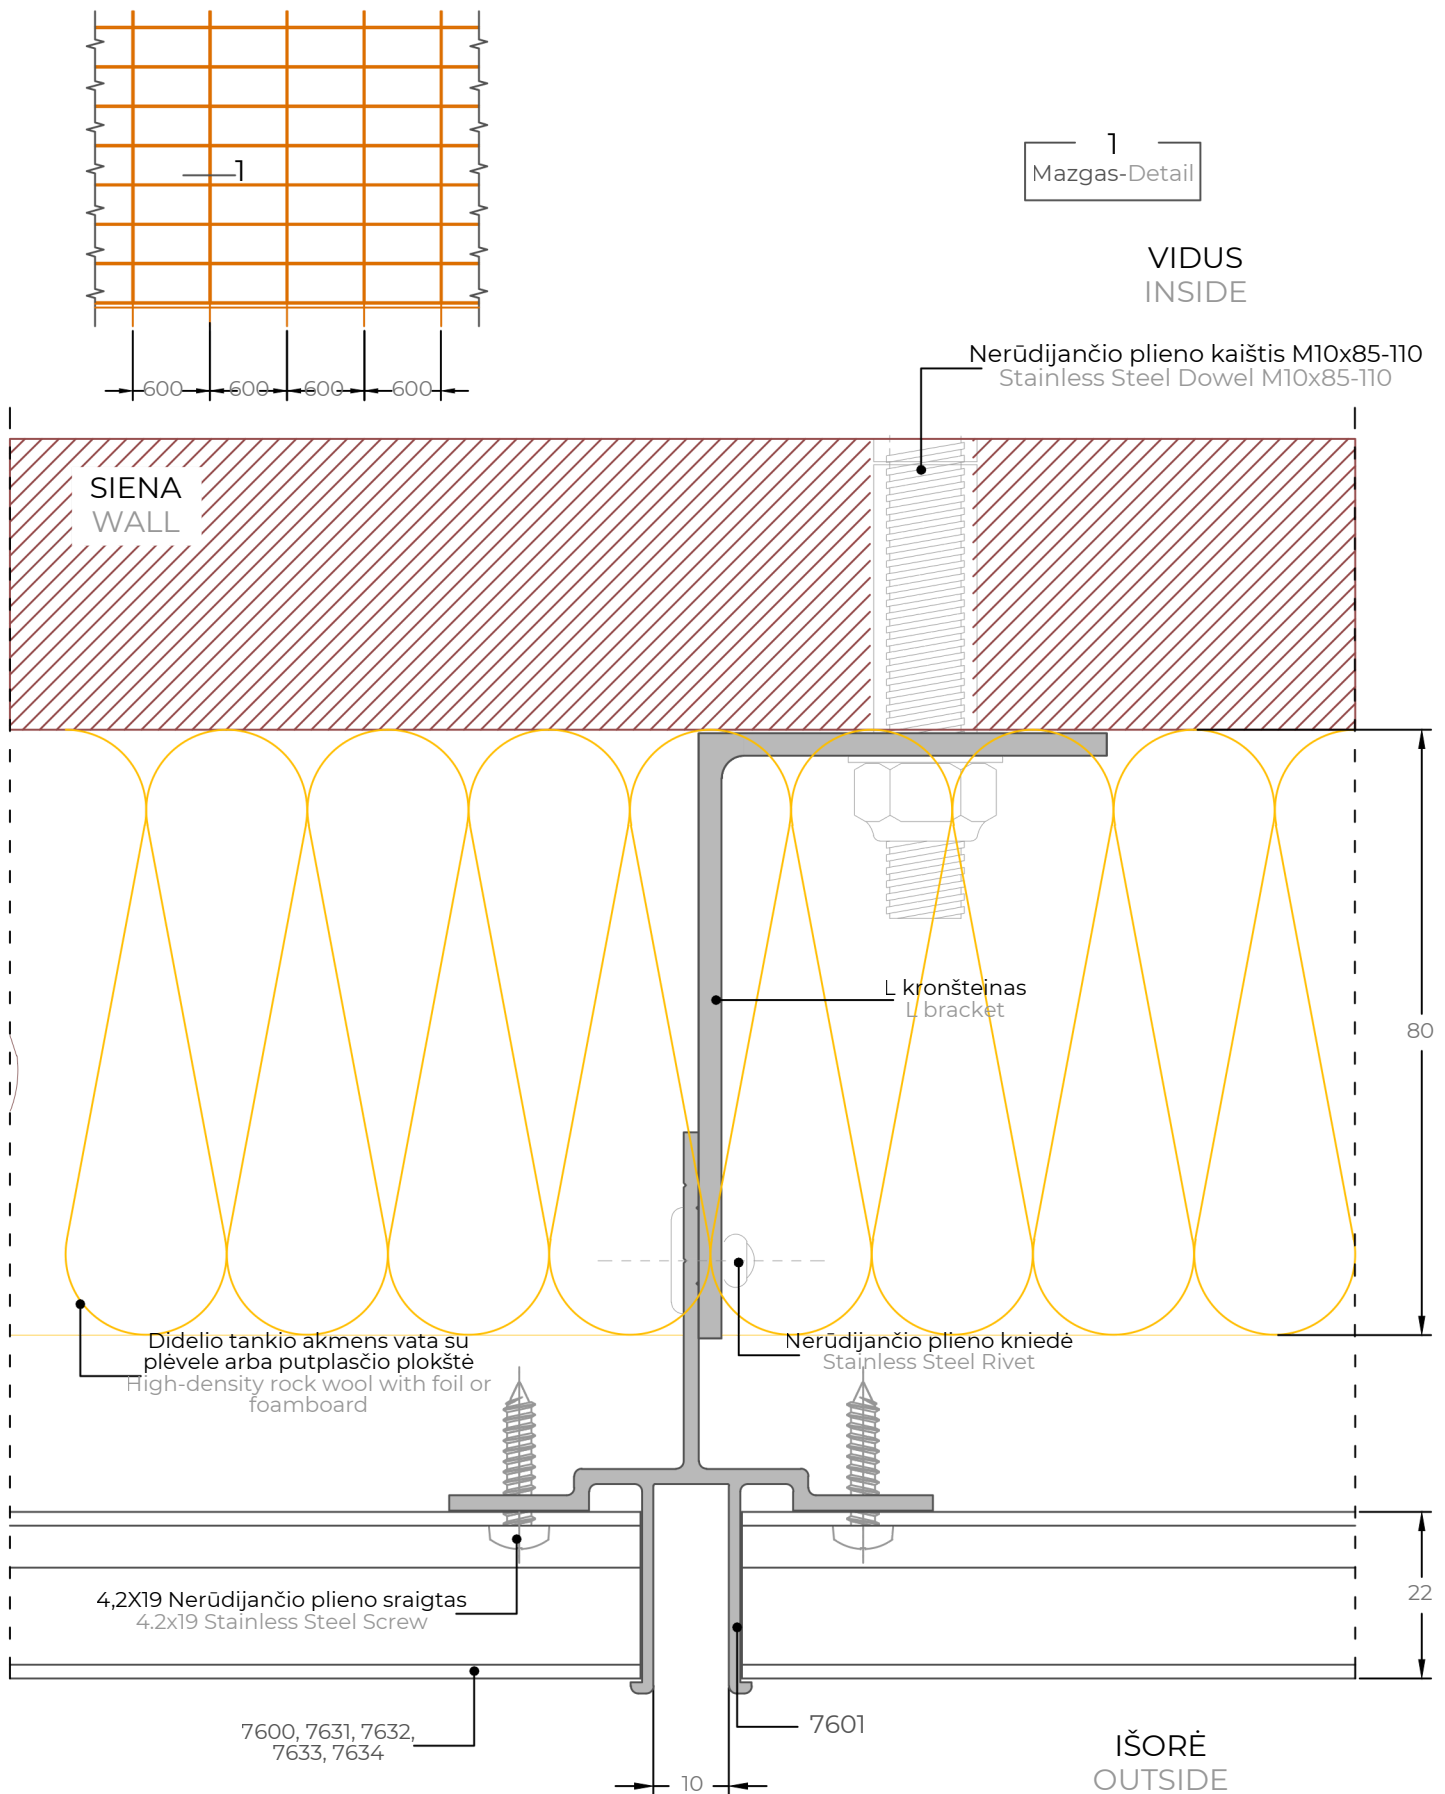 1
1
Mazgas-Detail
VIDUS
INSIDE
Nerūdijančio plieno kaištis M10x85-110
Stainless Steel Dowel M10x85-110
600
600
600
600
SIENA
WALL
L kronšteinas
L bracket
80
Didelio tankio akmens vata su
plėvele arba putplasčio plokštė
High-density rock wool with foil or
foamboard
Nerūdijančio plieno kniedė
Stainless Steel Rivet
4,2X19 Nerūdijančio plieno sraigtas
4.2x19 Stainless Steel Screw
22
7600, 7631, 7632,
7633, 7634
7601
10
IŠORĖ
OUTSIDE